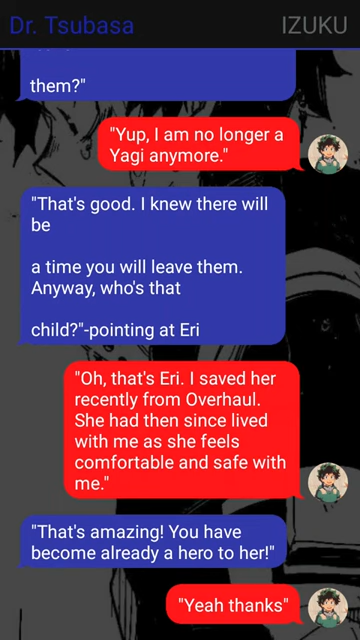 Dr. Tsubasa
IZUKU
them?"
"Yup, I am no longer a
Yagi anymore."
"That's good. I knew there will
be
a time you will leave them.
Anyway, who's that
child?"-pointing at Eri
"Oh, that's Eri. I saved her
recently from Overhaul.
She had then since lived
with me as she feels
comfortable and safe with
me."
"That's amazing! You have
become already a hero to her!"
"Yeah thanks"